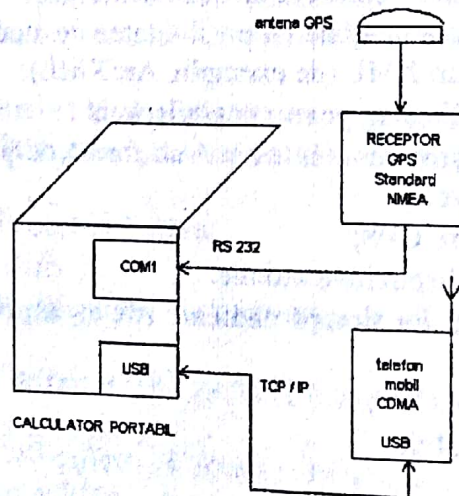 antena GPS
RECEPTOR
GPS
Standard
NMEA
RS 232
COM1
USB
TCP / IP
telefon
mobil
CDMA
USB
CALCULATOR PORTABIL